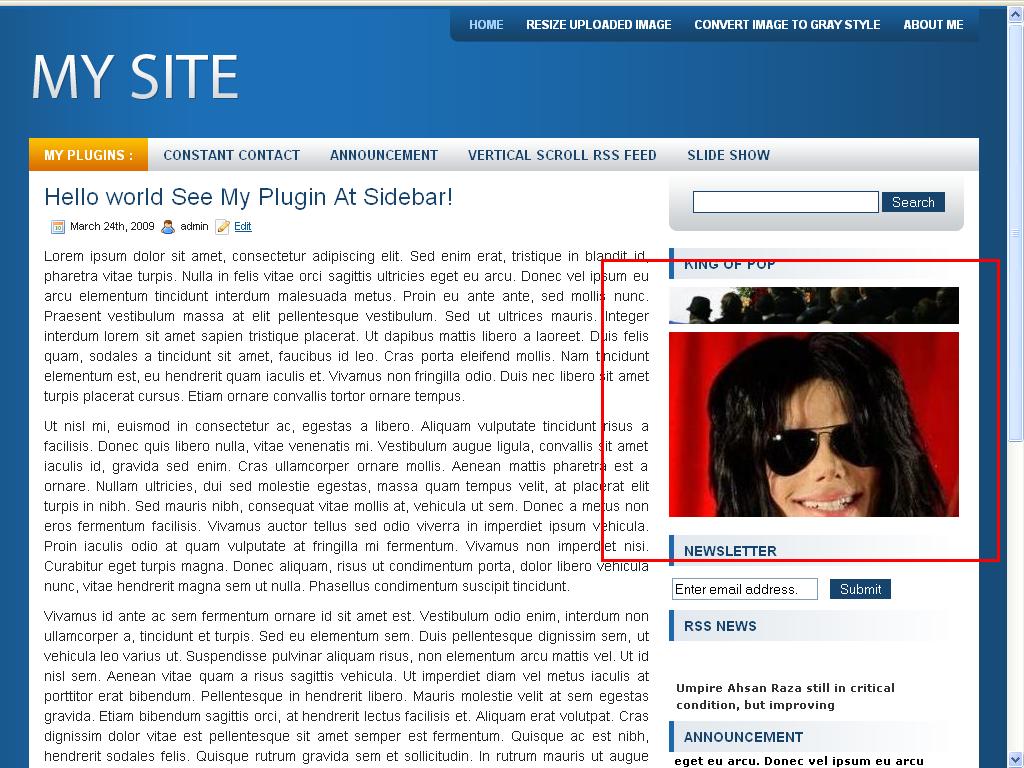 HOME RESIZE UPLOADED IMAGE CONVERT IMAGE TO GRAY STYLE ABOUT ME
MY SITE
MY PLUGINS : CONSTANT CONTACT ANNOUNCEMENT VERTICAL SCROLL RSS FEED SLIDE SHOW
Hello world See My Plugin At Sidebar!
March 24th, 2009 admin Edit
Lorem ipsum dolor sit amet, consectetur adipiscing elit. Sed enim erat, tristique in blandit id,
pharetra vitae turpis. Nulla in felis vitae orci sagittis ultricies eget eu arcu. Donec vel ipsum eu
arcu elementum tincidunt interdum malesuada metus. Proin eu ante ante, sed mollis nunc.
Praesent vestibulum massa at elit pellentesque vestibulum. Sed ut ultrices mauris. Integer
interdum lorem sit amet sapien tristique placerat. Ut dapibus mattis libero a laoreet. Duis felis
quam, sodales a tincidunt sit amet, faucibus id leo. Cras porta eleifend mollis. Nam tincidunt
elementum est, eu hendrerit quam iaculis et. Vivamus non fringilla odio. Duis nec libero sit amet
turpis placerat cursus. Etiam ornare convallis tortor ornare tempus.
Ut nisl mi, euismod in consectetur ac, egestas a libero. Aliquam vulputate tincidunt risus a
facilisis. Donec quis libero nulla, vitae venenatis mi. Vestibulum augue ligula, convallis sit amet
iaculis id, gravida sed enim. Cras ullamcorper ornare mollis. Aenean mattis pharetra est a
ornare. Nullam ultricies, dui sed molestie egestas, massa quam tempus velit, at placerat elit
turpis in nibh. Sed mauris nibh, consequat vitae mollis at, vehicula ut sem. Donec a metus non
eros fermentum facilisis. Vivamus auctor tellus sed odio viverra in imperdiet ipsum vehicula.
Proin iaculis odio at quam vulputate at fringilla mi fermentum. Vivamus non imperdiet nisi.
Curabitur eget turpis magna. Donec aliquam, risus ut condimentum porta, dolor libero vehicula
nunc, vitae hendrerit magna sem ut nulla. Phasellus condimentum suscipit tincidunt.
Vivamus id ante ac sem fermentum ornare id sit amet est. Vestibulum odio enim, interdum non
ullamcorper a, tincidunt et turpis. Sed eu elementum sem. Duis pellentesque dignissim sem, ut
vehicula leo varius ut. Suspendisse pulvinar aliquam risus, non elementum arcu mattis vel. Ut id
nisl sem. Aenean vitae quam a risus sagittis vehicula. Ut imperdiet diam vel metus iaculis at
porttitor erat bibendum. Pellentesque in hendrerit libero. Mauris molestie velit at sem egestas
gravida. Etiam bibendum sagittis orci, at hendrerit lectus facilisis et. Aliquam erat volutpat. Cras
dignissim dolor vitae est pellentesque sit amet semper est fermentum. Quisque ac est nibh,
hendrerit sodales felis. Quisque rutrum gravida sem et sollicitudin. In rutrum mauris ut augue
Search
KING OF POP
NEWSLETTER
Enter email address. Submit
RSS NEWS
Umpire Ahsan Raza still in critical
condition, but improving
ANNOUNCEMENT
eget eu arcu. Donec vel ipsum eu arcu